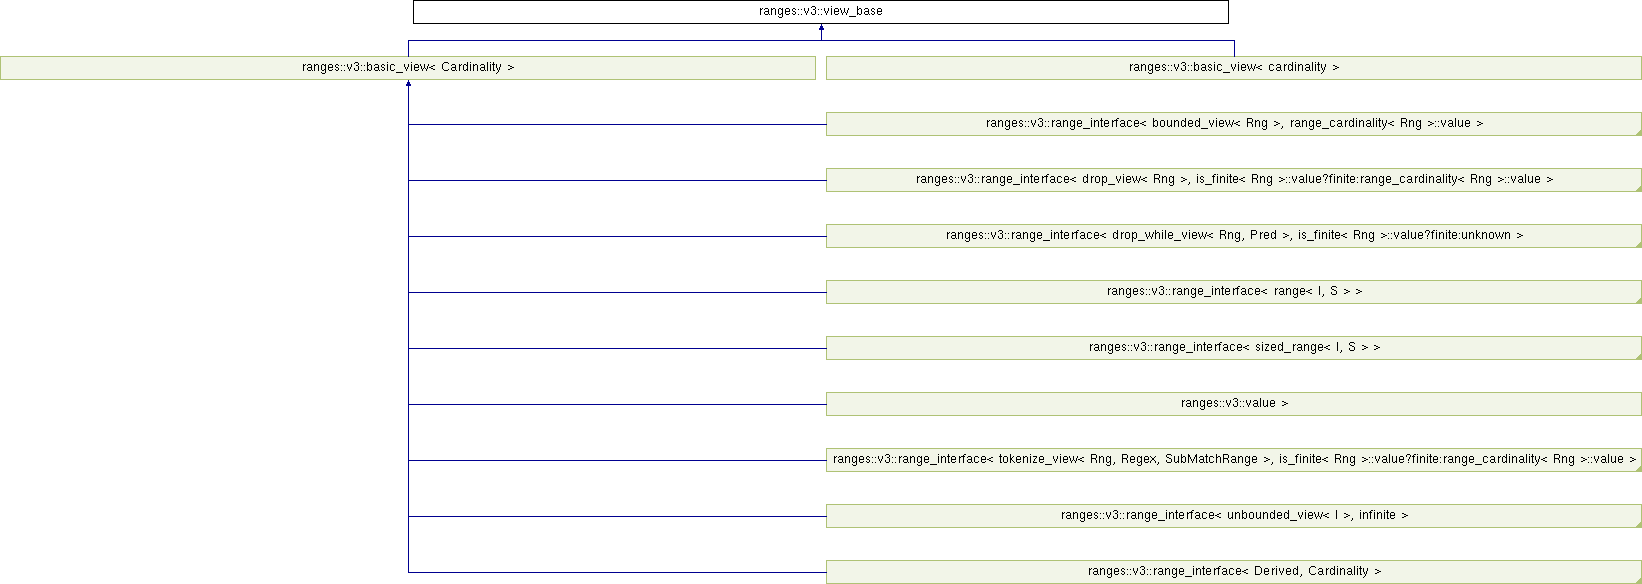 ranges::v3::view_base
ranges::v3::basic_view< Cardinality >
ranges::v3::basic_view< cardinality >
ranges::v3::range_interface< bounded_view< Rng >, range_cardinality< Rng >::value >
ranges::v3::range_interface< drop_view< Rng >, is_finite< Rng >::value?finite:range_cardinality< Rng >::value >
ranges::v3::range_interface< drop_while_view< Rng, Pred >, is_finite< Rng >::value?finite:unknown >
ranges::v3::range_interface< range< I, S > >
ranges::v3::range_interface< sized_range< I, S > >
ranges::v3::value >
ranges::v3::range_interface< tokenize_view< Rng, Regex, SubMatchRange >, is_finite< Rng >::value?finite:range_cardinality< Rng >::value >
ranges::v3::range_interface< unbounded_view< I >, infinite >
ranges::v3::range_interface< Derived, Cardinality >